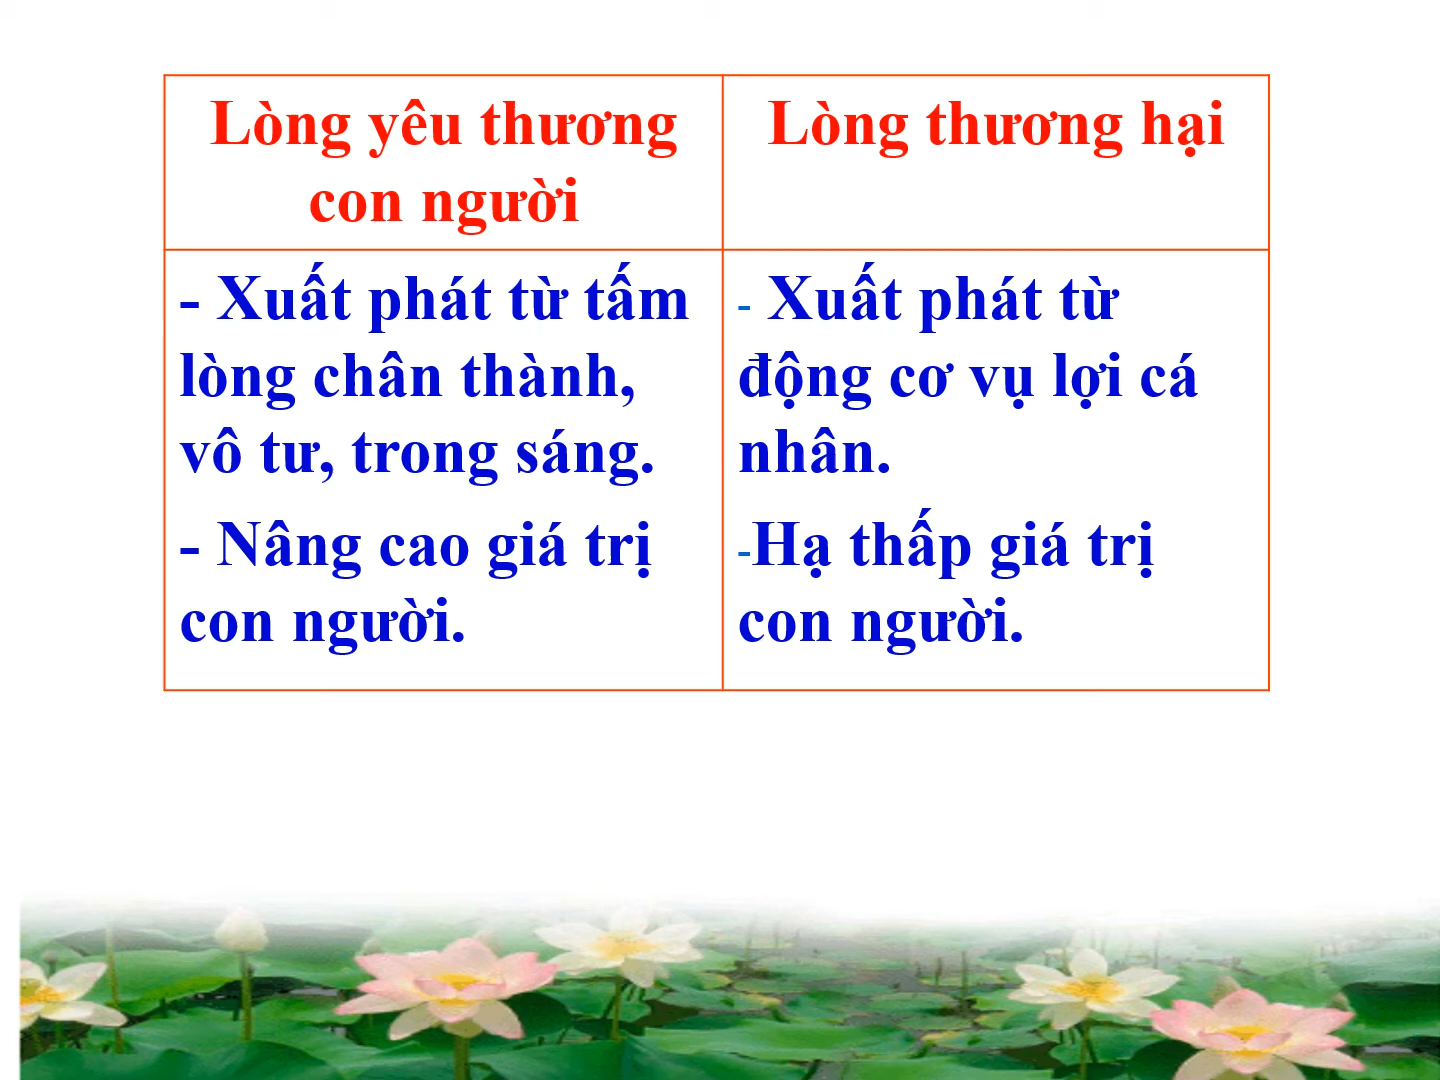 Lòng yêu thương
con người
Lòng thương hại
- Xuất phát từ tấm
lòng chân thành,
vô tư, trong sáng.
- Nâng cao giá trị
con người.
- Xuất phát từ
động cơ vụ lợi cá
nhân.
-Hạ thấp giá trị
con người.